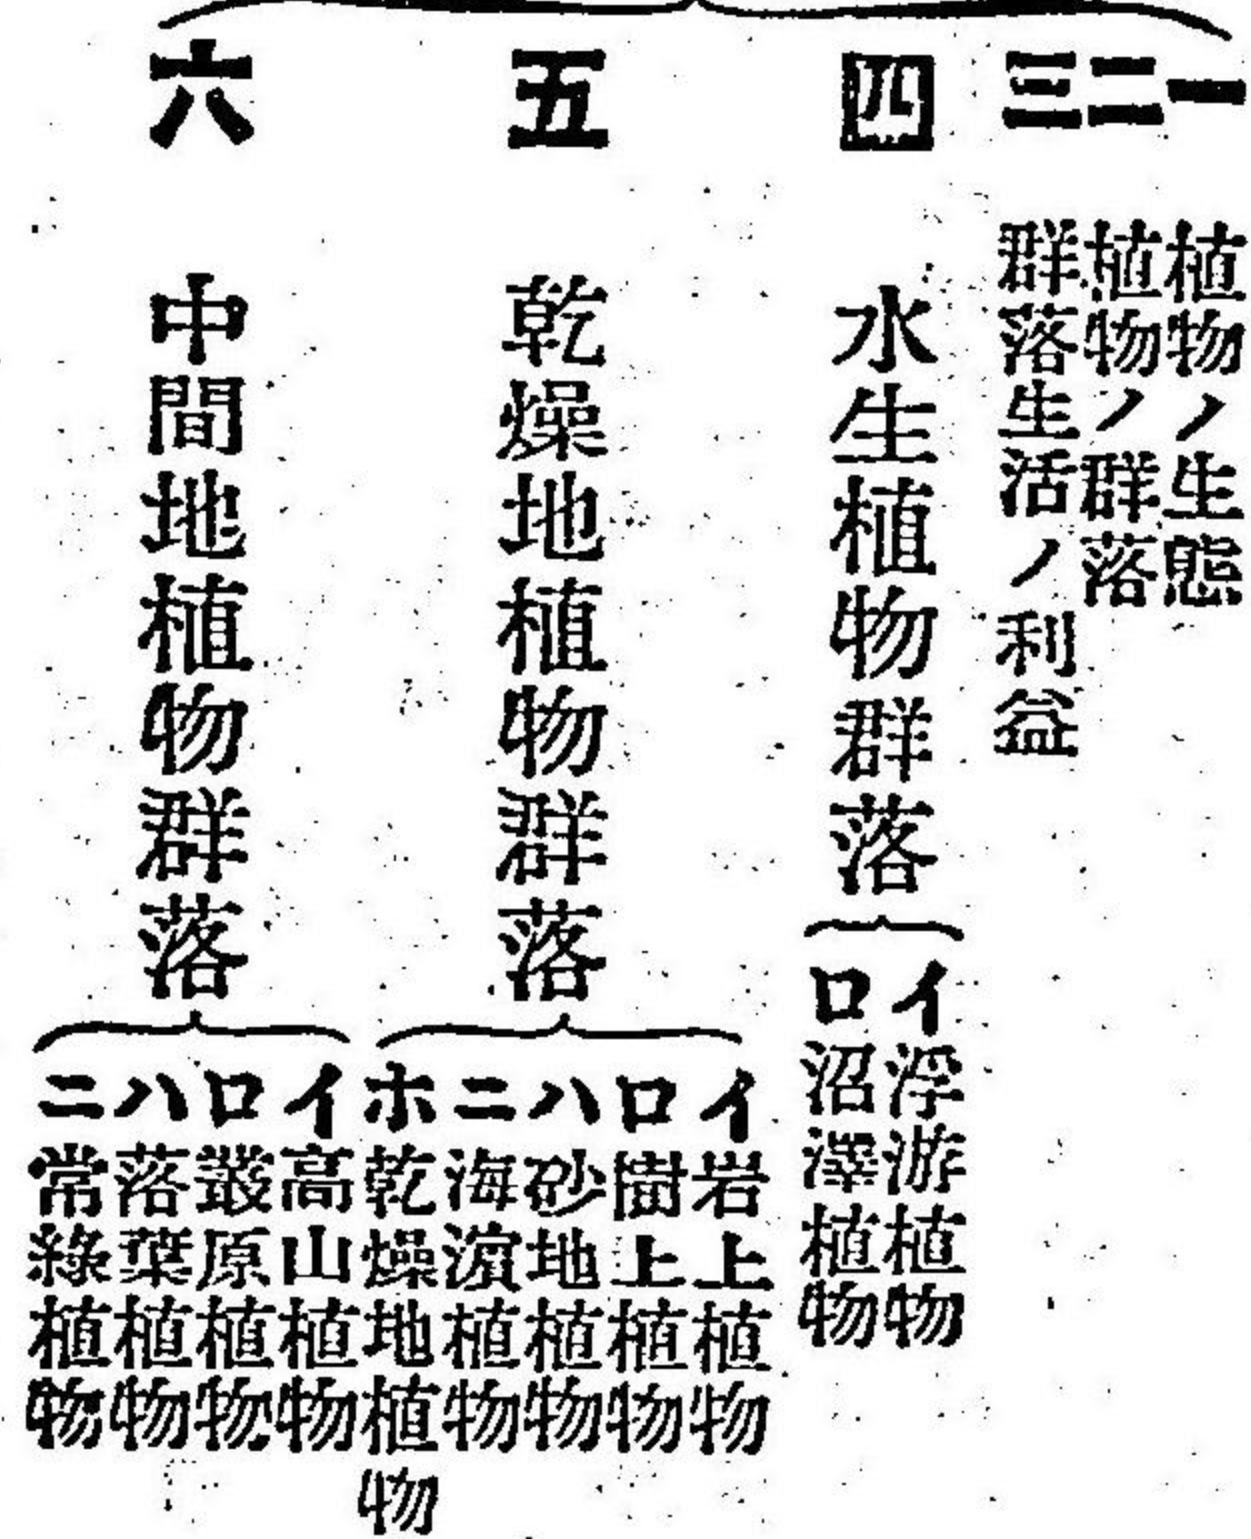 一 植物ノ生態
二 植物ノ群落
三 群落生活ノ利益
四 水生植物群落
イ 浮游植物
ロ 沼澤植物
五 乾燥地植物群落
イ 岩上植物
ロ 樹上植物
ハ 砂地植物
ニ 海濱植物
ホ 乾燥地植物
六 中間地植物群落
イ 高山植物
ロ 叢原植物
ハ 落葉植物
ニ 常綠植物